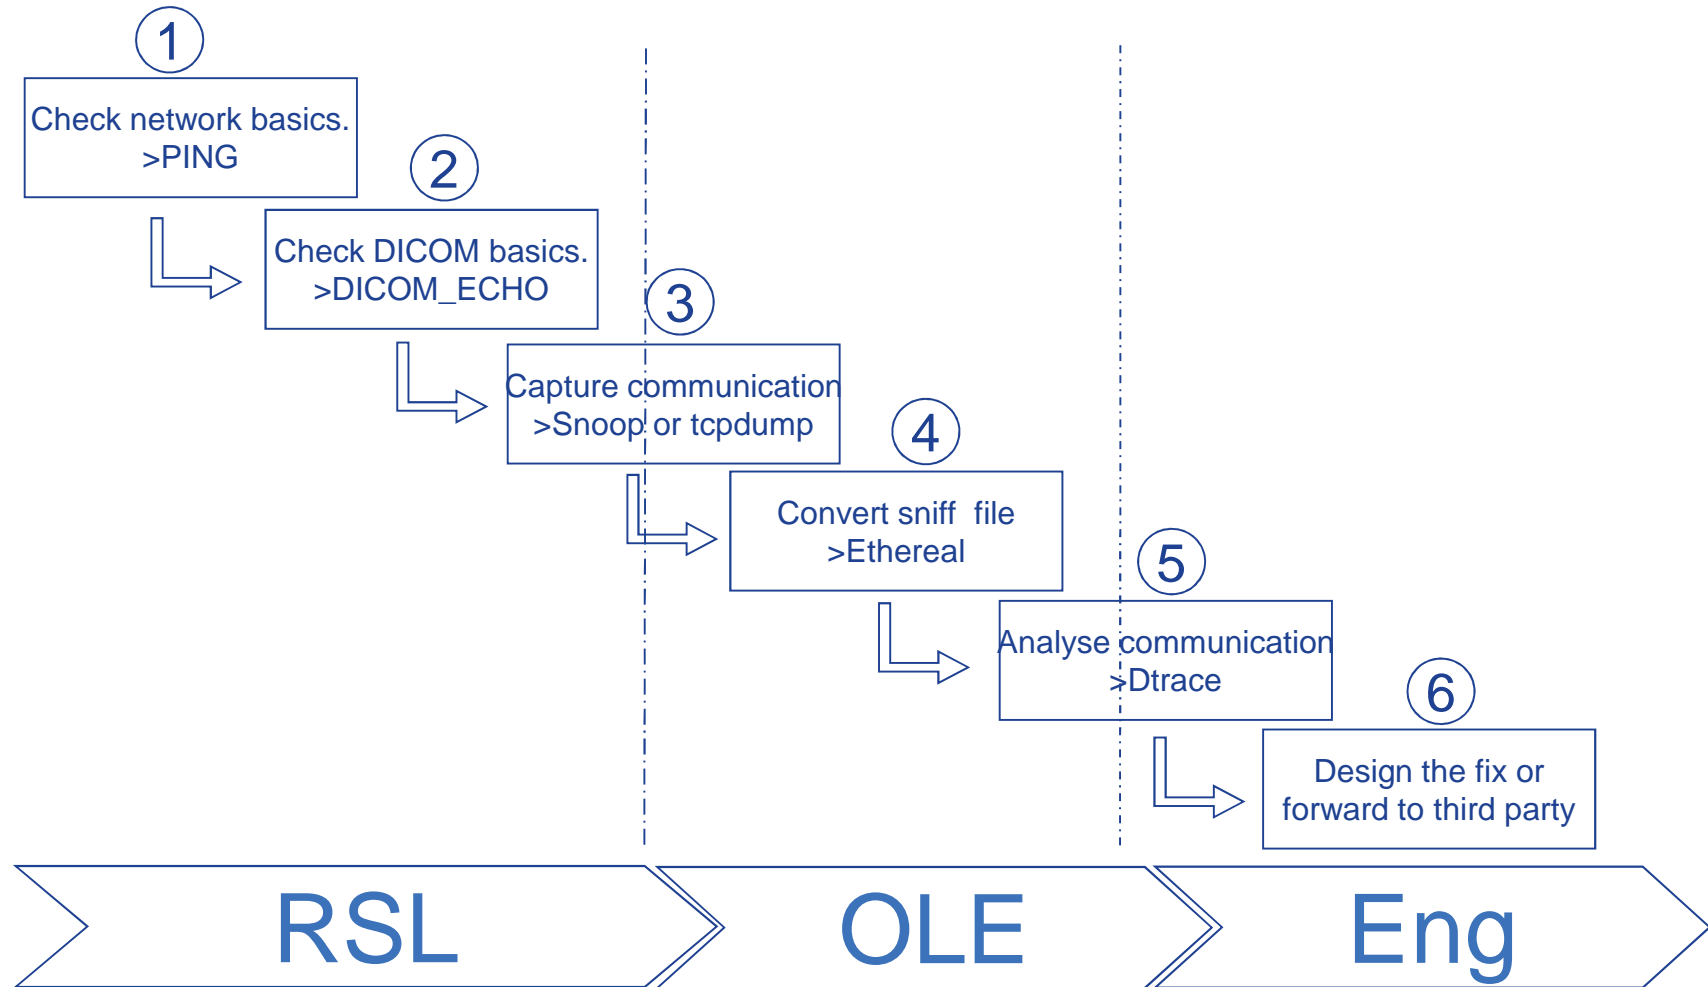 1
Check network basics.
>PING
2
Check DICOM basics.
>DICOM_ECHO
3
Capture communication
>Snoop or tcpdump
4
Convert sniff  file
>Ethereal
5
Analyse communication
>Dtrace
6
Design the fix or
forward to third party
RSL
OLE
Eng